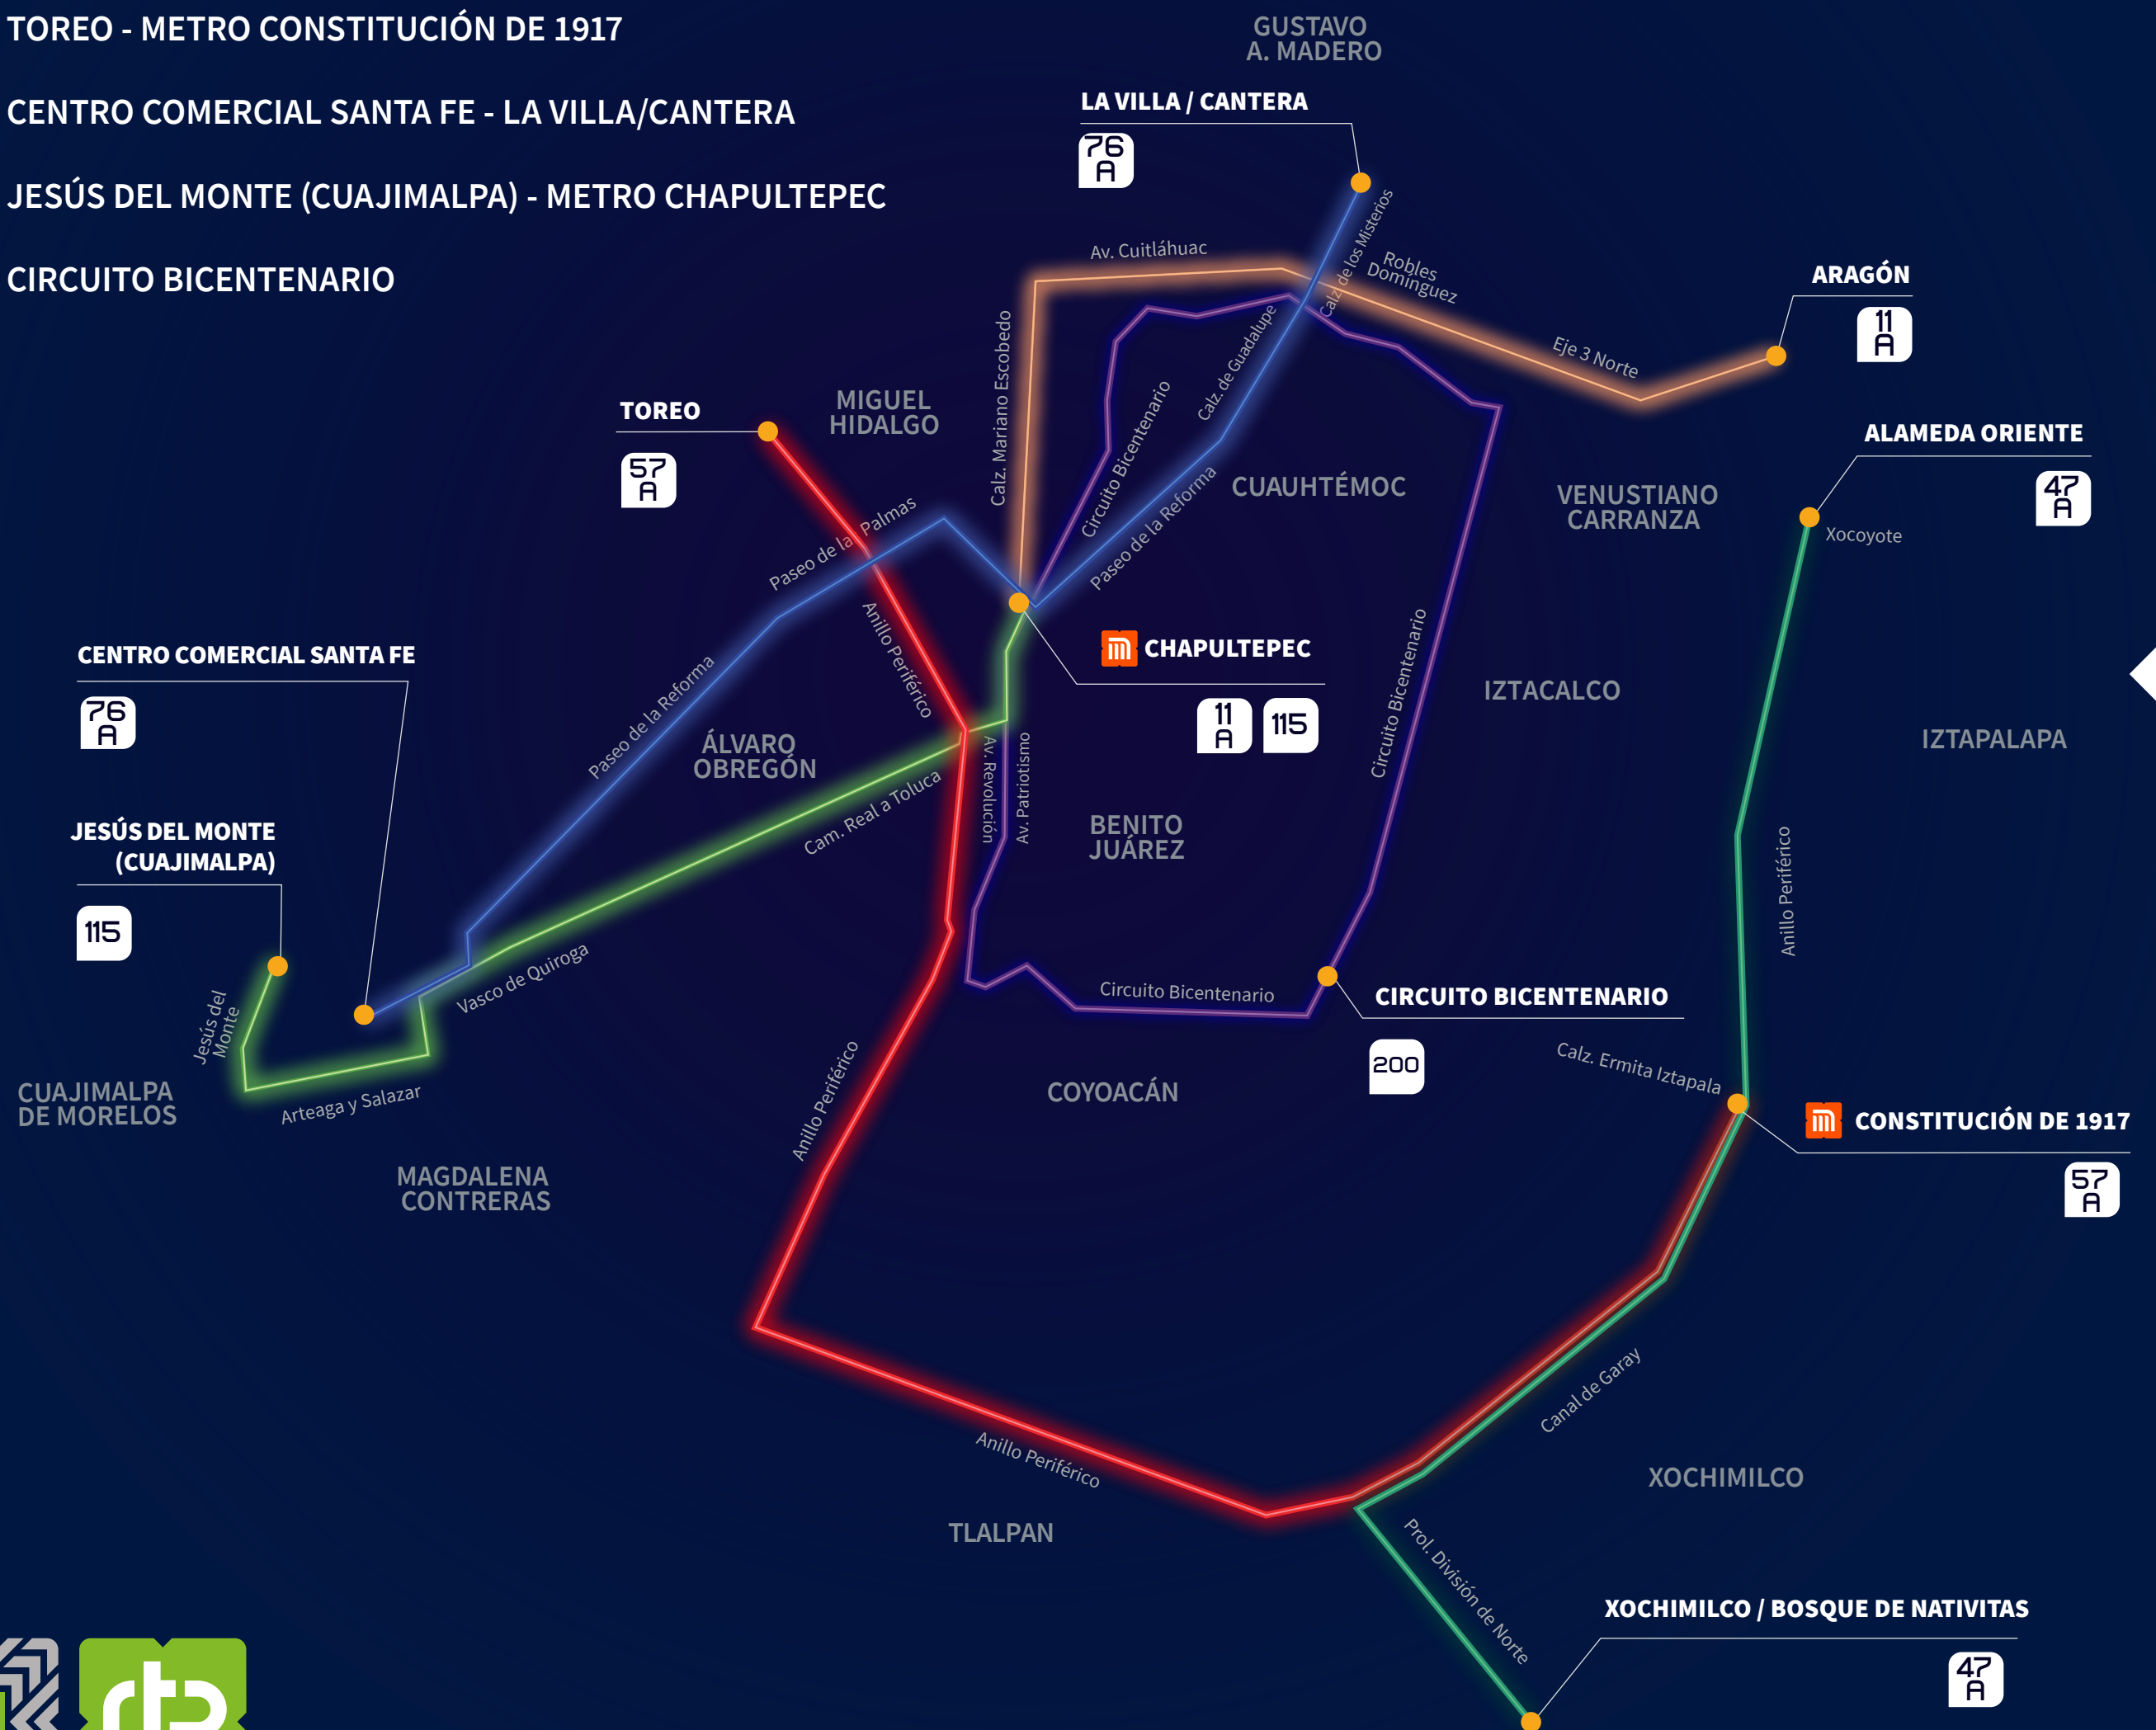 TOREO - METRO CONSTITUCIÓN DE 1917
CENTRO COMERCIAL SANTA FE - LA VILLA/CANTERA
JESÚS DEL MONTE (CUAJIMALPA) - METRO CHAPULTEPEC
CIRCUITO BICENTENARIO
GUSTAVO
A. MADERO
LA VILLA / CANTERA
76
A
Calz. de los Misterios
Av. Cuitláhuac
Robles
Domínguez
ARAGÓN
11
A
Eje 3 Norte
Calz. Mariano Escobedo
Circuito Bicentenario
Calz. de Guadalupe
Paseo de la Reforma
TOREO
57
A
MIGUEL
HIDALGO
CUAUHTÉMOC
VENUSTIANO
CARRANZA
ALAMEDA ORIENTE
47
A
Xocoyote
Paseo de la Palmas
Anillo Periférico
CHAPULTEPEC
11
A
115
CENTRO COMERCIAL SANTA FE
76
A
Paseo de la Reforma
ÁLVARO
OBREGÓN
Cam. Real a Toluca
Av. Revolución
Av. Patriotismo
BENITO
JUÁREZ
Circuito Bicentenario
IZTACALCO
IZTAPALAPA
JESÚS DEL MONTE
(CUAJIMALPA)
115
Jesús del
Monte
Vasco de Quiroga
Arteaga y Salazar
CUAJIMALPA
DE MORELOS
MAGDALENA
CONTRERAS
Anillo Periférico
Circuito Bicentenario
CIRCUITO BICENTENARIO
200
COYOACÁN
Anillo Periférico
Calz. Ermita Iztapala
CONSTITUCIÓN DE 1917
57
A
Canal de Garay
Anillo Periférico
TLALPAN
XOCHIMILCO
Prol. División de Norte
XOCHIMILCO / BOSQUE DE NATIVITAS
47
A